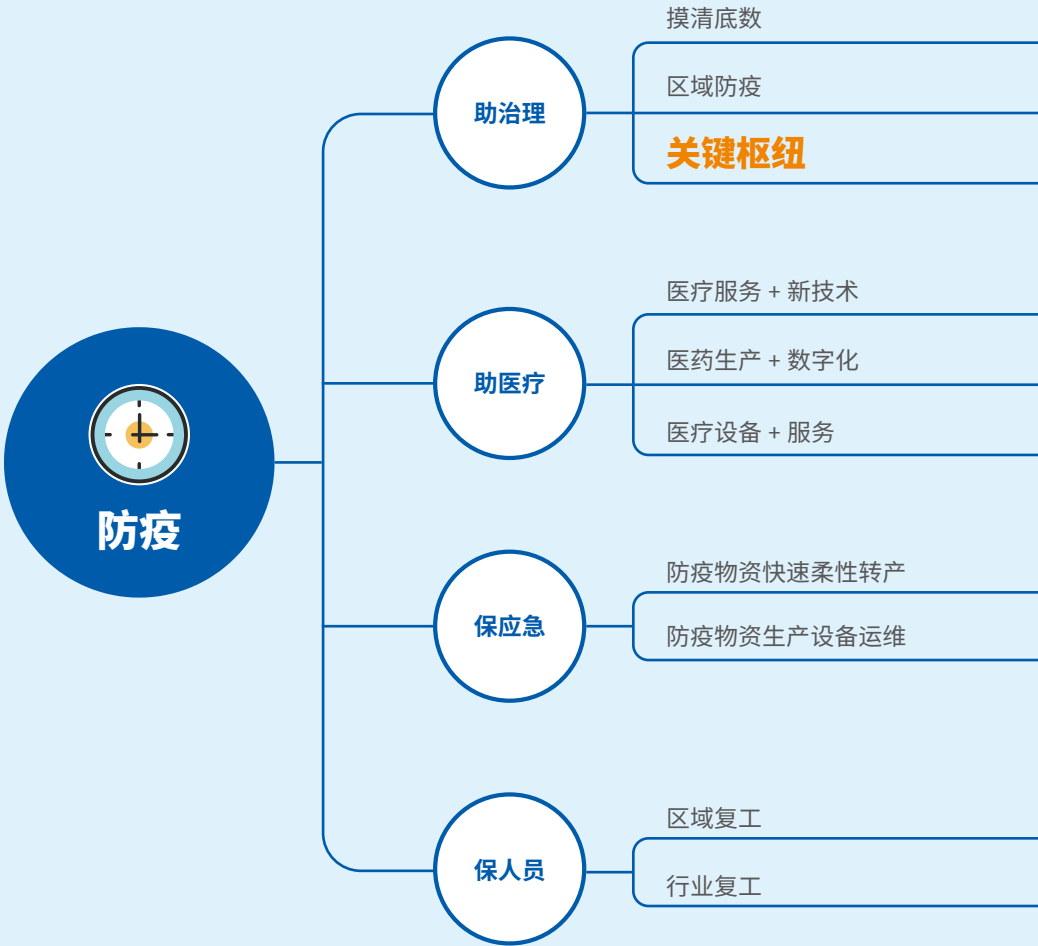 防疫
助治理
摸清底数
区域防疫
关键枢纽
助医疗
医疗服务 + 新技术
医药生产 + 数字化
医疗设备 + 服务
保应急
防疫物资快速柔性转产
防疫物资生产设备运维
保人员
区域复工
行业复工